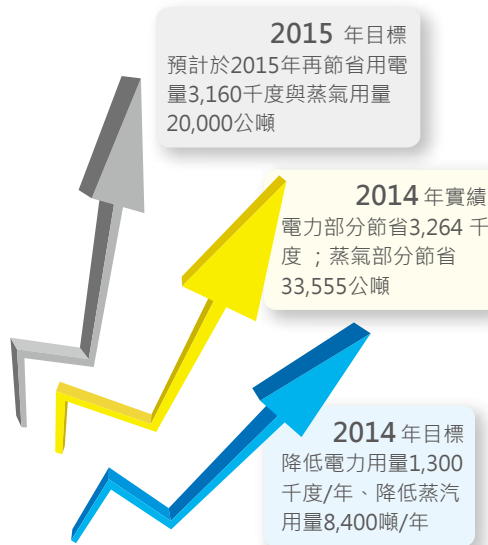 2015 年目標
預計於2015年再節省用電
量3,160千度與蒸氣用量
20,000公噸
2014 年實績
電力部分節省3,264 千
度 ；蒸氣部分節省
33,555公噸
2014 年目標
降低電力用量1,300
千度/年、降低蒸汽
用量8,400噸/年